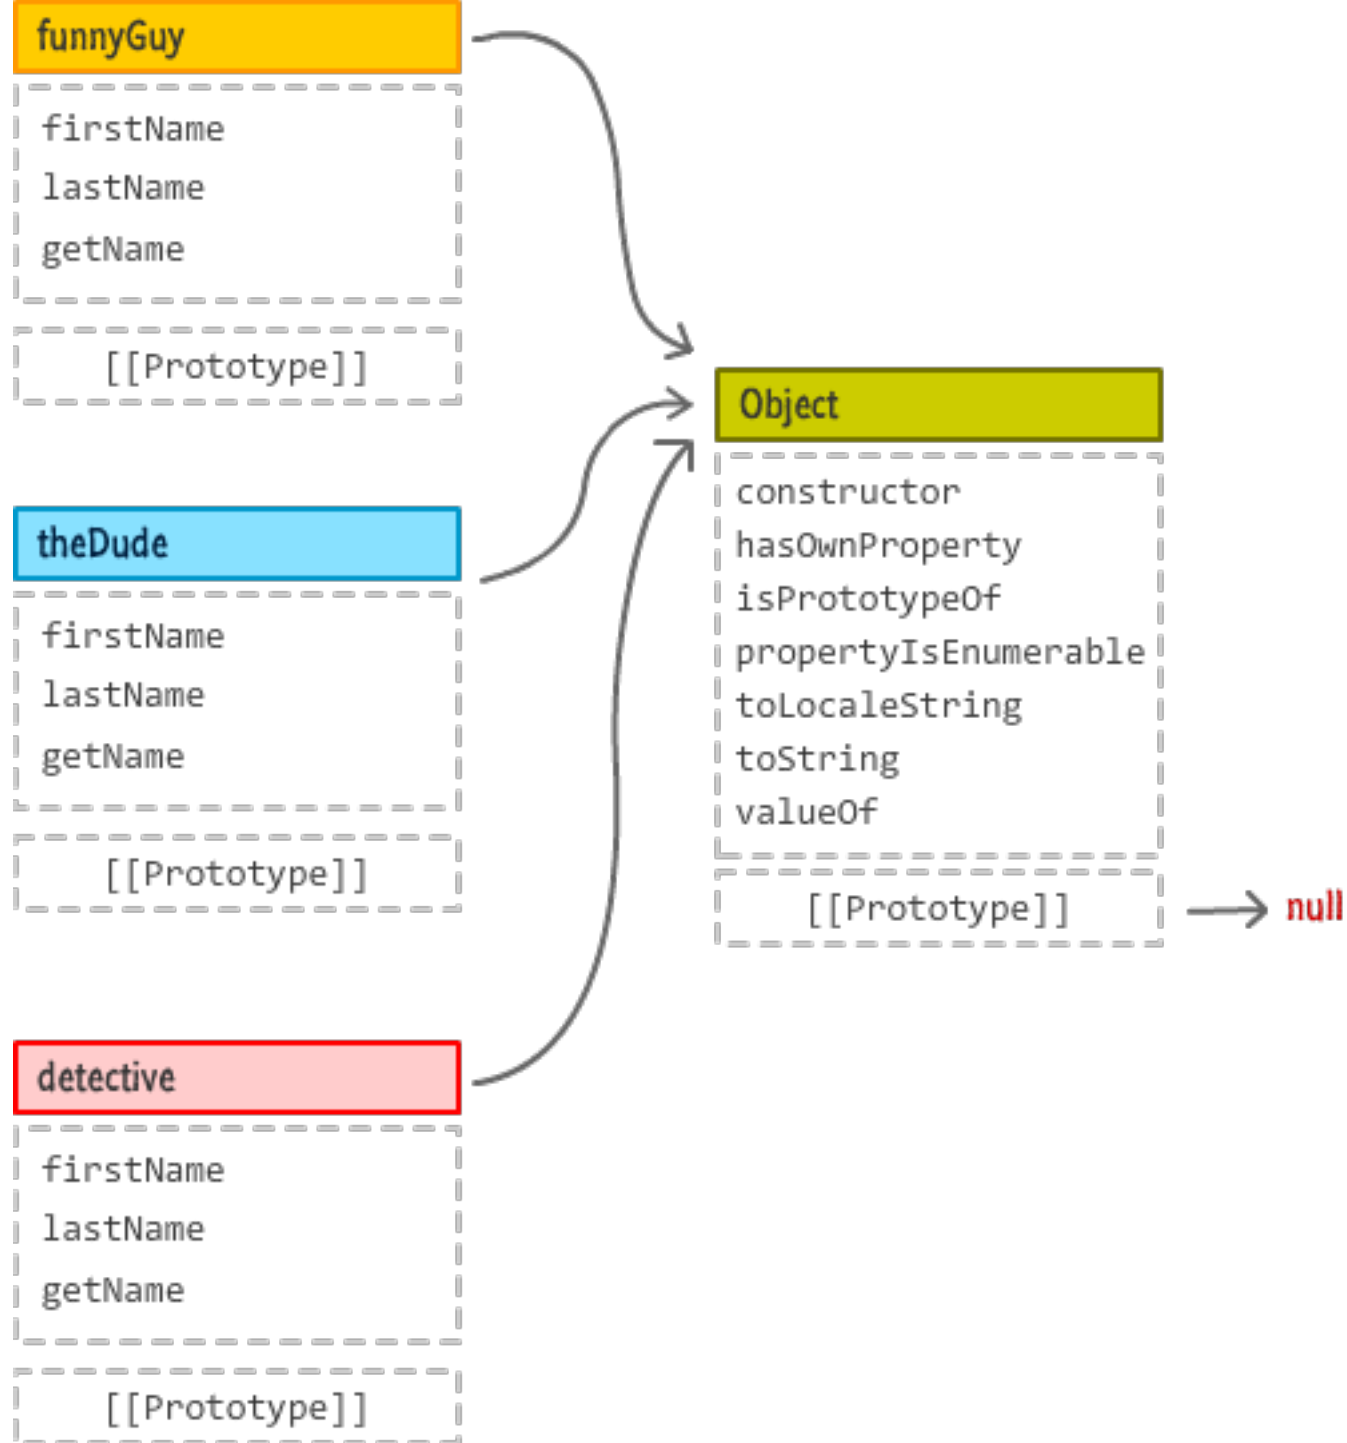 funnyGuy
firstName
lastName
getName
[[Prototype]]
theDude
firstName
lastName
getName
[[Prototype]]
detective
firstName
lastName
getName
[[Prototype]]
Object
constructor
hasOwnProperty
isPrototypeOf
propertyIsEnumerable
toLocaleString
toString
valueOf
[[Prototype]]
null